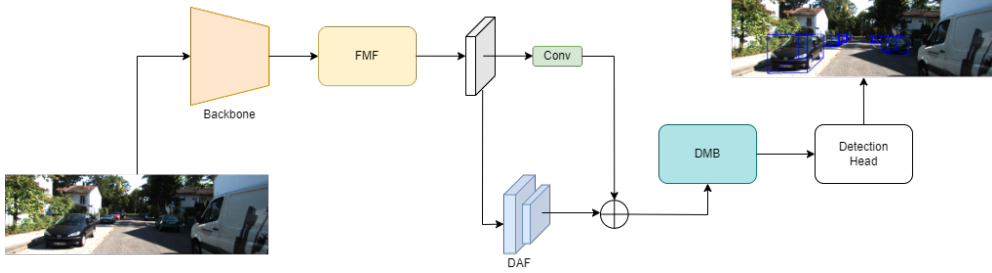 Backbone
FMF
Conv
DAF
DMB
Detection
Head